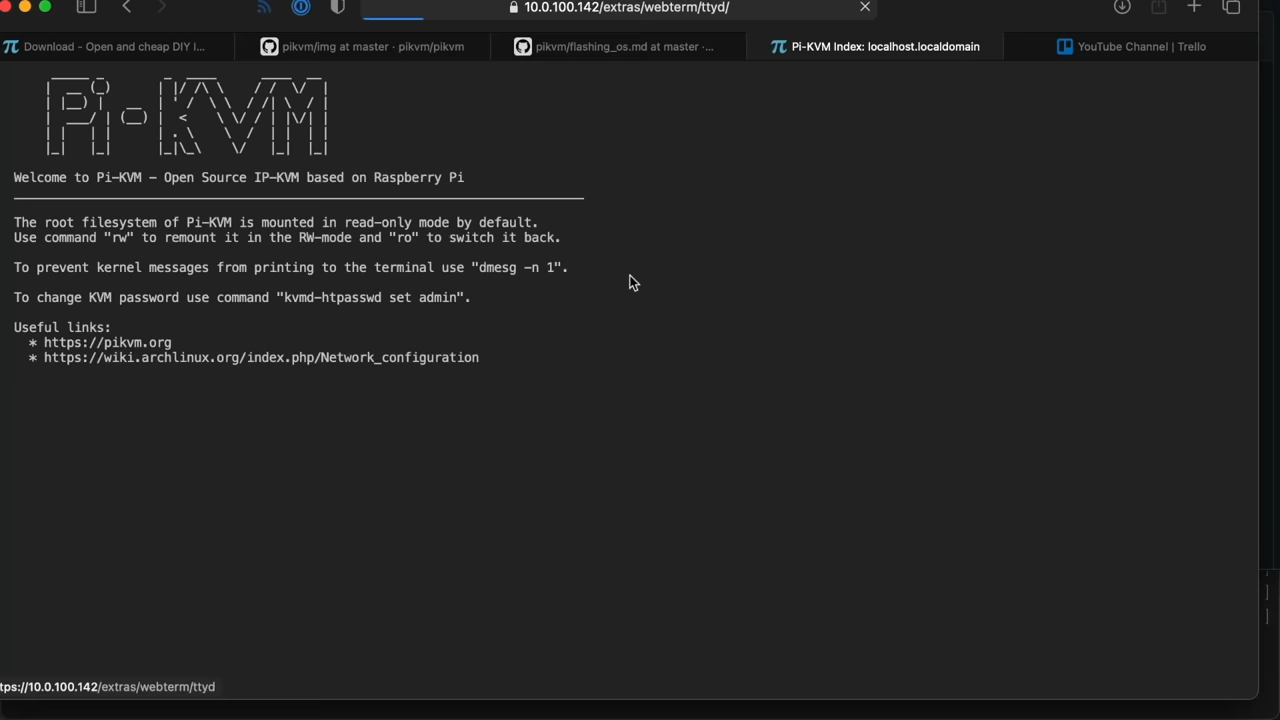 10.0.100.142/extras/webterm/ttyd/
Download - Open and cheap DIY I...
pikvm/img at master · pikvm/pikvm
pikvm/flashing_os.md at master ·...
Pi-KVM Index: localhost.localdomain
YouTube Channel | Trello
Pi-KVM
Welcome to Pi-KVM - Open Source IP-KVM based on Raspberry Pi
The root filesystem of Pi-KVM is mounted in read-only mode by default.
Use command "rw" to remount it in the RW-mode and "ro" to switch it back.
To prevent kernel messages from printing to the terminal use "dmesg -n 1".
To change KVM password use command "kvmd-htpasswd set admin".
Useful links:
* https://pikvm.org
* https://wiki.archlinux.org/index.php/Network_configuration
tps://10.0.100.142/extras/webterm/ttyd